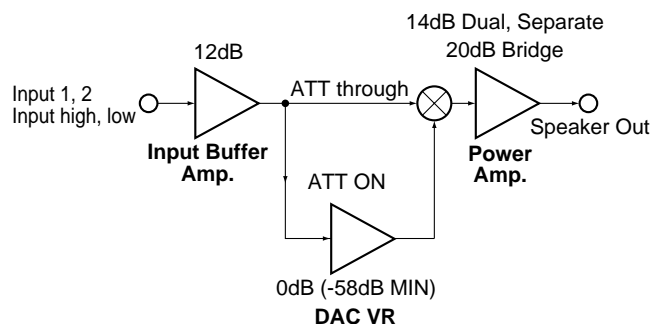 14dB Dual, Separate
20dB Bridge
12dB
ATT through
Input 1, 2
Input high, low
Speaker Out
Input Buffer
Amp.
Power
Amp.
ATT ON
0dB (-58dB MIN)
DAC VR